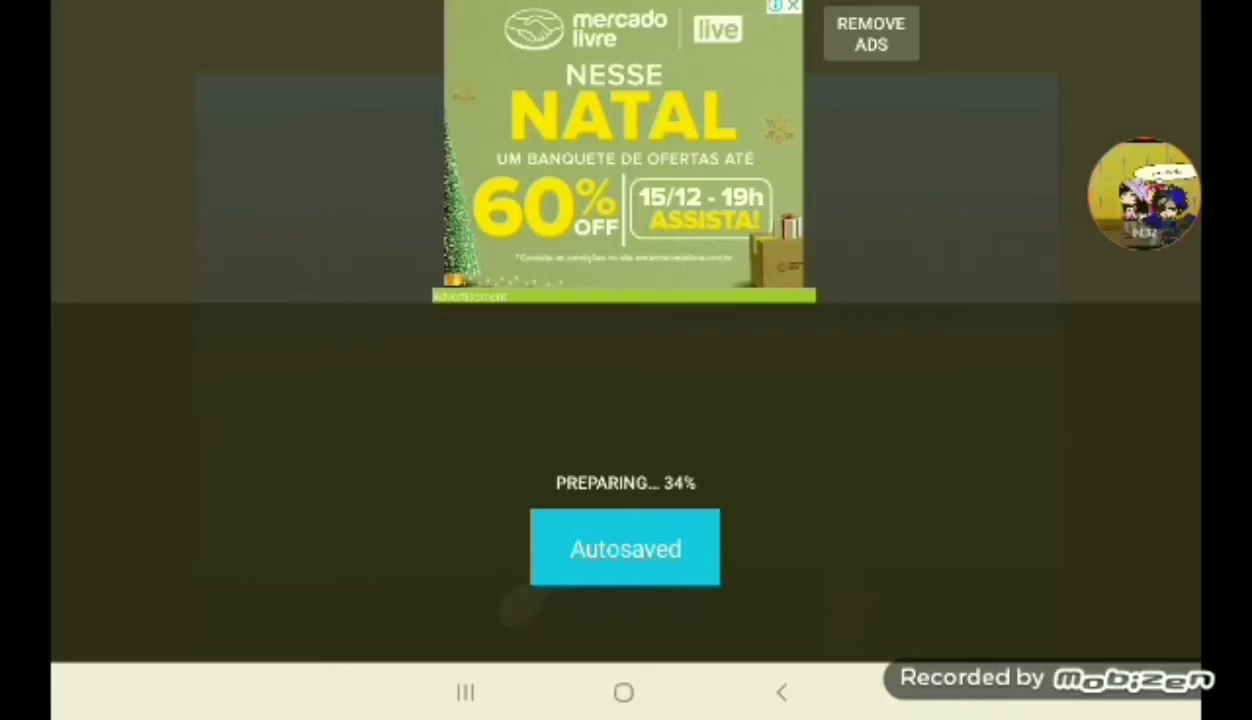 mercado
livre
live
REMOVE
ADS
NESSE
NATAL
UM BANQUETE DE OFERTAS ATÉ
60%
OFF
15/12 - 19h
ASSISTA!
Advertisement
PREPARING... 34%
Autosaved
Recorded by mobizen